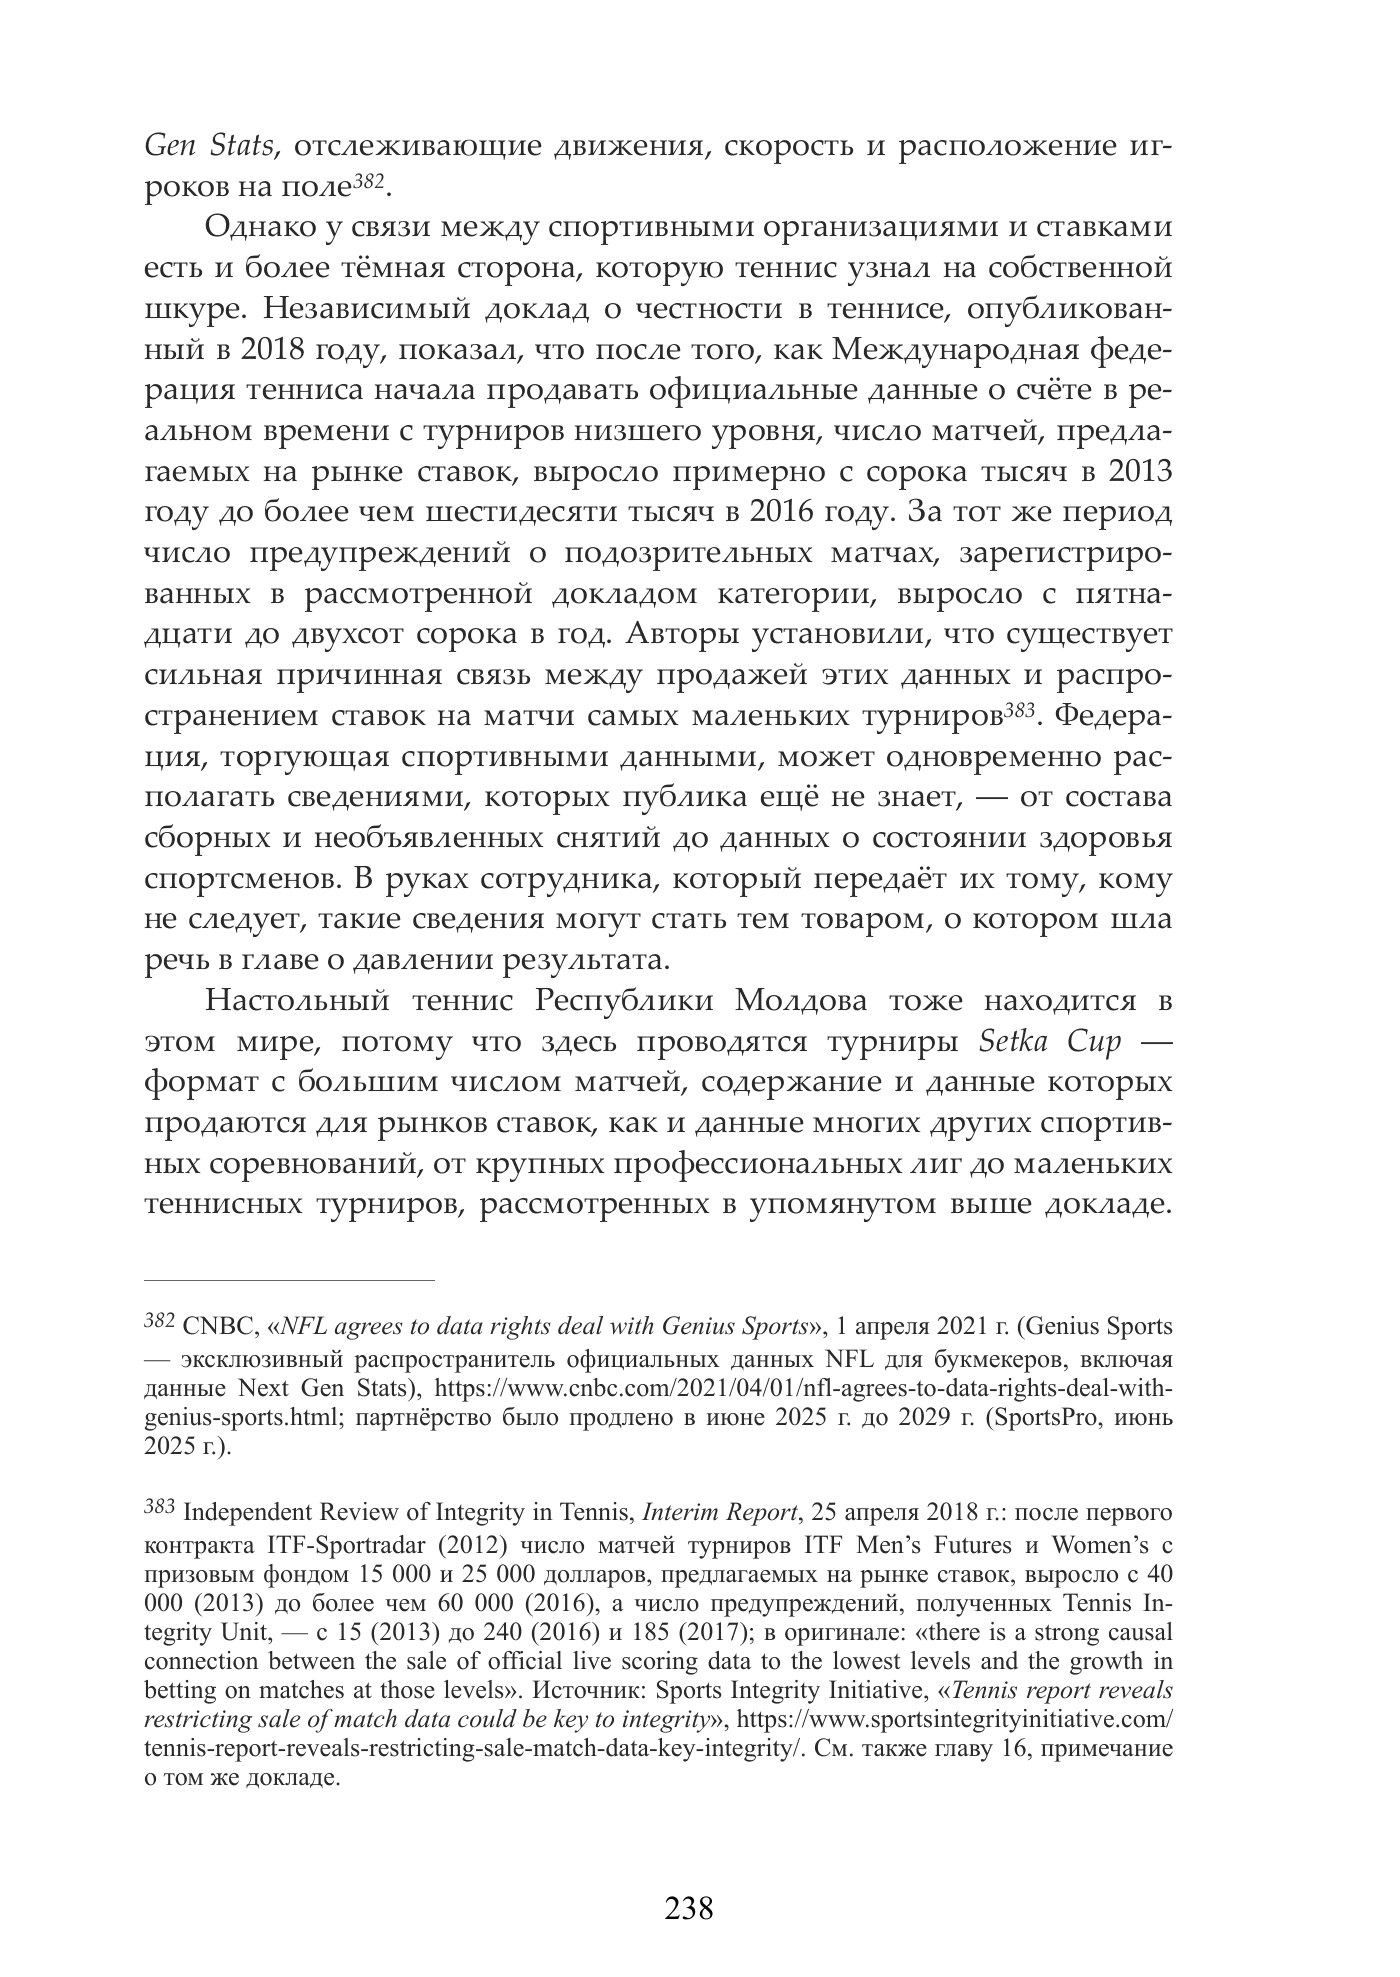 Gen Stats, отслеживающие движения, скорость и расположение иг-
роков на поле382.
Однако у связи между спортивными организациями и ставками
есть и более тёмная сторона, которую теннис узнал на собственной
шкуре. Независимый доклад о честности в теннисе, опубликован-
ный в 2018 году, показал, что после того, как Международная феде-
рация тенниса начала продавать официальные данные о счёте в ре-
альном времени с турниров низшего уровня, число матчей, предла-
гаемых на рынке ставок, выросло примерно с сорока тысяч в 2013
году до более чем шестидесяти тысяч в 2016 году. За тот же период
число предупреждений о подозрительных матчах, зарегистриро-
ванных в рассмотренной докладом категории, выросло с пятна-
дцати до двухсот сорока в год. Авторы установили, что существует
сильная причинная связь между продажей этих данных и распро-
странением ставок на матчи самых маленьких турниров383. Федера-
ция, торгующая спортивными данными, может одновременно рас-
полагать сведениями, которых публика ещё не знает, — от состава
сборных и необъявленных снятий до данных о состоянии здоровья
спортсменов. В руках сотрудника, который передаёт их тому, кому
не следует, такие сведения могут стать тем товаром, о котором шла
речь в главе о давлении результата.
Настольный теннис Республики Молдова тоже находится в
этом мире, потому что здесь проводятся турниры Setka Cup —
формат с большим числом матчей, содержание и данные которых
продаются для рынков ставок, как и данные многих других спортив-
ных соревнований, от крупных профессиональных лиг до маленьких
теннисных турниров, рассмотренных в упомянутом выше докладе.
382 CNBC, «NFL agrees to data rights deal with Genius Sports», 1 апреля 2021 г. (Genius Sports
— эксклюзивный распространитель официальных данных NFL для букмекеров, включая
данные Next Gen Stats), https://www.cnbc.com/2021/04/01/nfl-agrees-to-data-rights-deal-with-
genius-sports.html; партнёрство было продлено в июне 2025 г. до 2029 г. (SportsPro, июнь
2025 г.).
383 Independent Review of Integrity in Tennis, Interim Report, 25 апреля 2018 г.: после первого
контракта ITF-Sportradar (2012) число матчей турниров ITF Men’s Futures и Women’s с
призовым фондом 15 000 и 25 000 долларов, предлагаемых на рынке ставок, выросло с 40
000 (2013) до более чем 60 000 (2016), а число предупреждений, полученных Tennis In-
tegrity Unit, — с 15 (2013) до 240 (2016) и 185 (2017); в оригинале: «there is a strong causal
connection between the sale of official live scoring data to the lowest levels and the growth in
betting on matches at those levels». Источник: Sports Integrity Initiative, «Tennis report reveals
restricting sale of match data could be key to integrity», https://www.sportsintegrityinitiative.com/
tennis-report-reveals-restricting-sale-match-data-key-integrity/. См. также главу 16, примечание
о том же докладе.
238